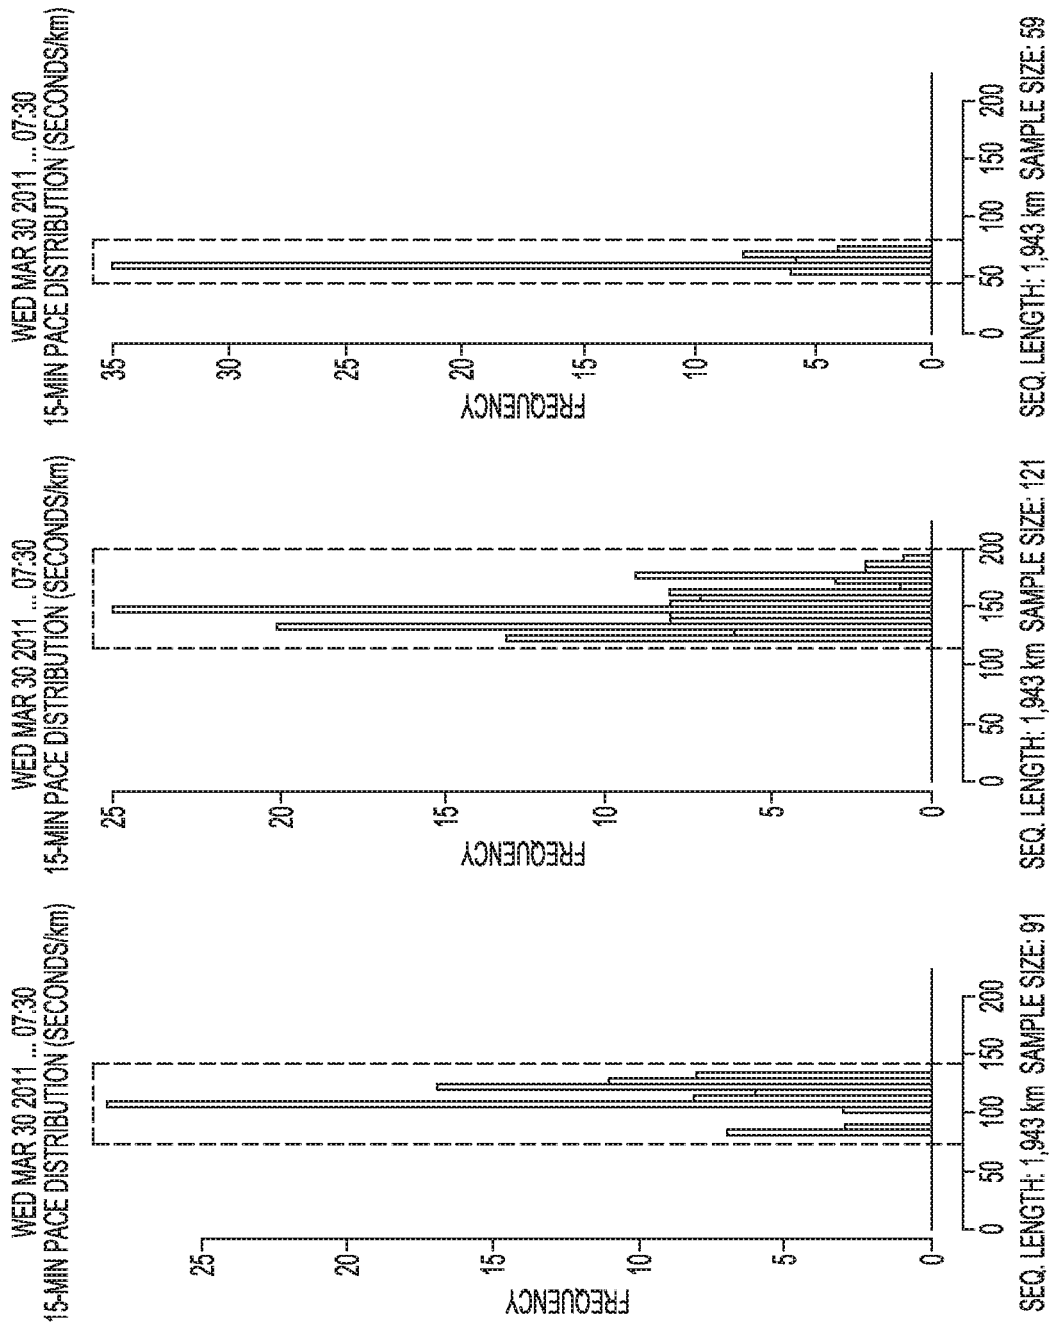 WED MAR 30 2011 ... 07:30
15-MIN PACE DISTRIBUTION (SECONDS/km)
FREQUENCY
25
20
15
10
5
0
0 50 100 150 200
SEQ. LENGTH: 1,943 km SAMPLE SIZE: 91
WED MAR 30 2011 ... 07:30
15-MIN PACE DISTRIBUTION (SECONDS/km)
FREQUENCY
25
20
15
10
5
0
0 50 100 150 200
SEQ. LENGTH: 1,943 km SAMPLE SIZE: 121
WED MAR 30 2011 ... 07:30
15-MIN PACE DISTRIBUTION (SECONDS/km)
FREQUENCY
35
30
25
20
15
10
5
0
0 50 100 150 200
SEQ. LENGTH: 1,943 km SAMPLE SIZE: 59